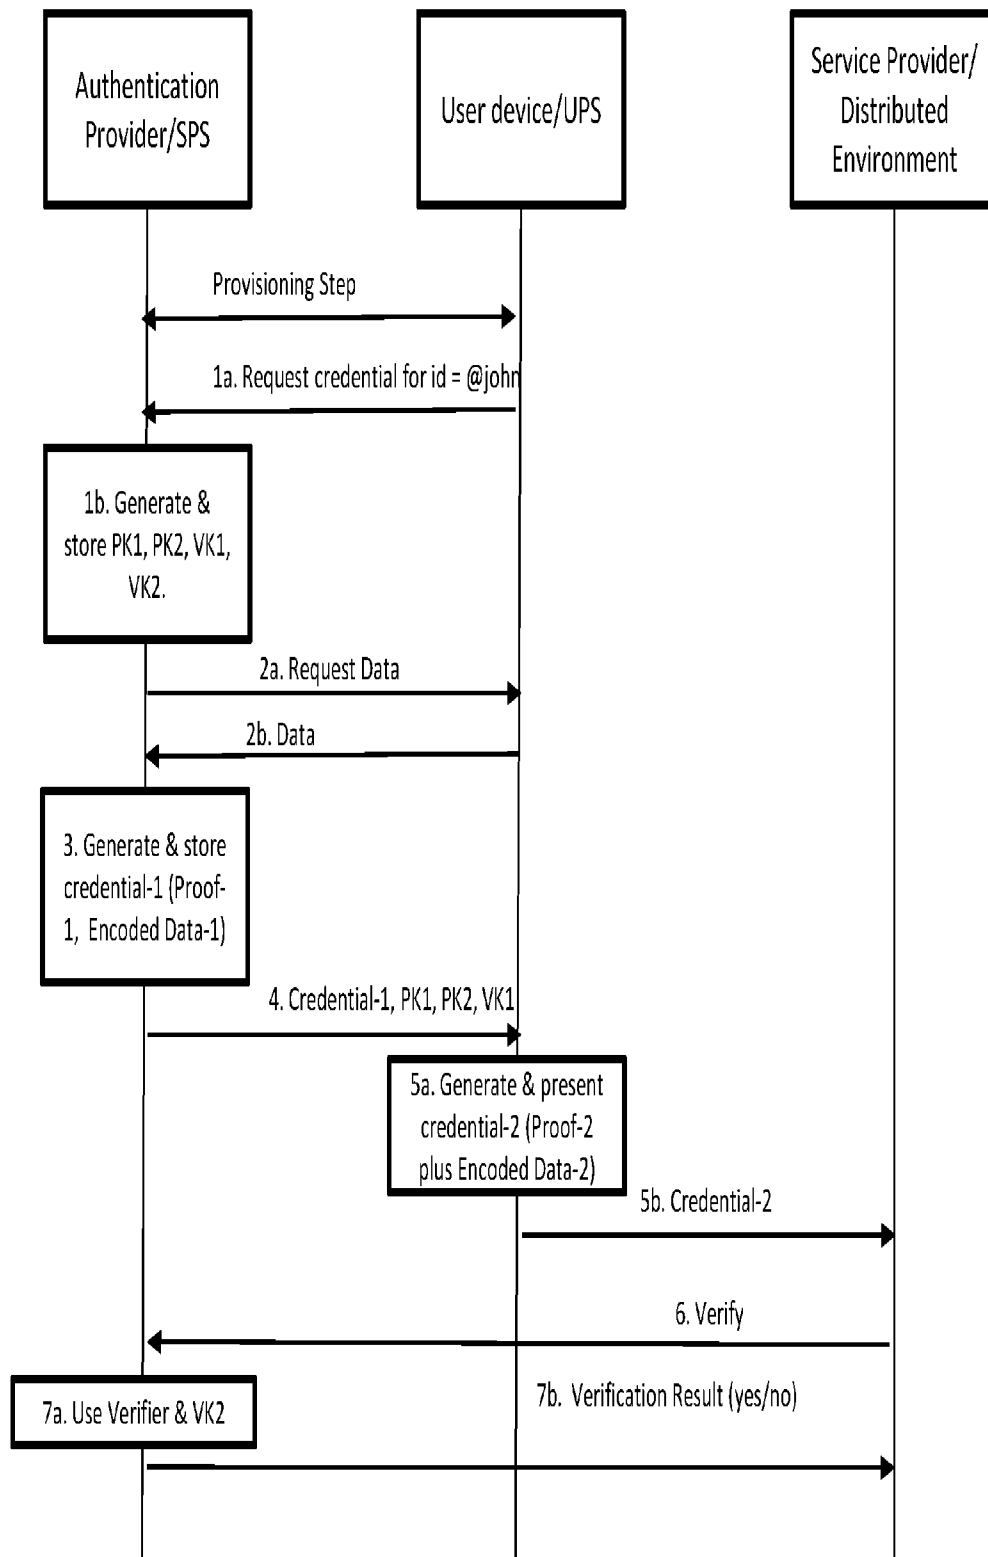 Authentication
Provider/SPS
User device/UPS
Service Provider/
Distributed
Environment
Provisioning Step
1a. Request credential for id = @john
1b. Generate &
store PK1, PK2, VK1,
VK2.
2a. Request Data
2b. Data
3. Generate & store
credential-1 (Proof-
1, Encoded Data-1)
4. Credential-1, PK1, PK2, VK1
5a. Generate & present
credential-2 (Proof-2
plus Encoded Data-2)
5b. Credential-2
6. Verify
7a. Use Verifier & VK2
7b. Verification Result (yes/no)